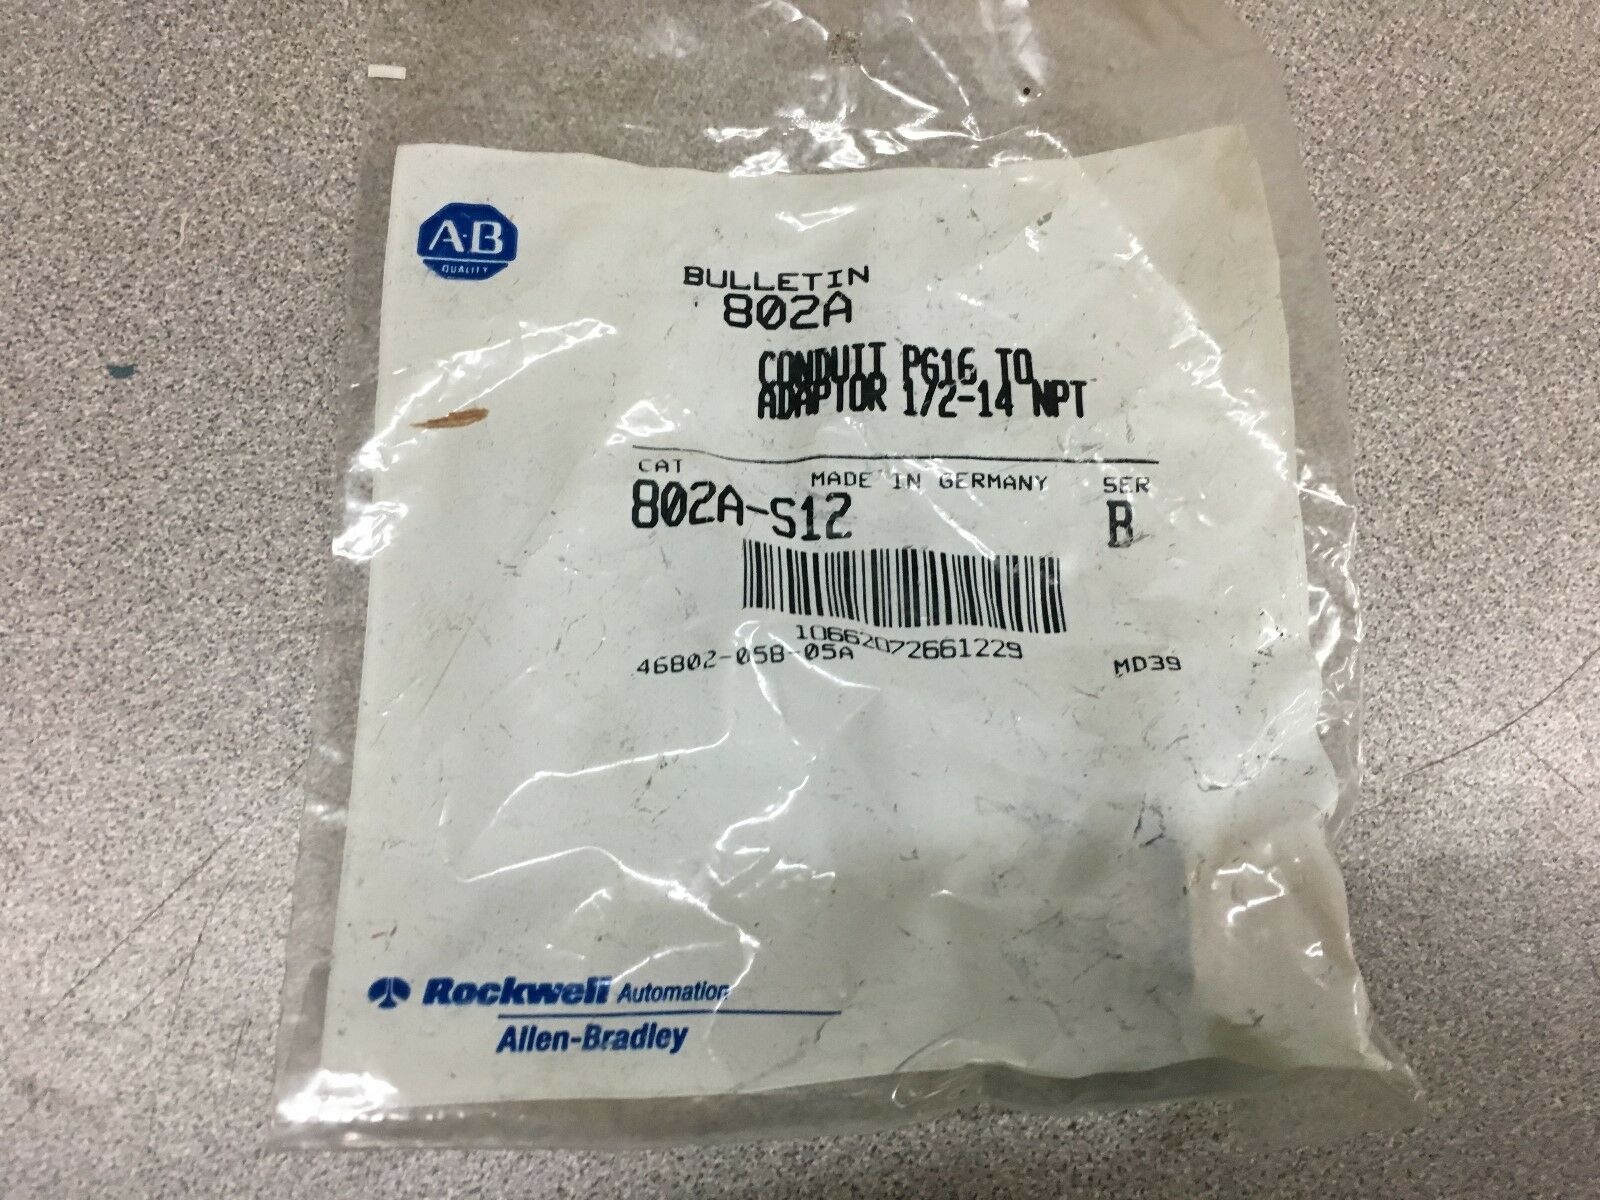 A·B
QUALITY
BULLETIN
802A
CONDUIT PG16 TO
ADAPTOR 1/2-14 NPT
CAT MADE IN GERMANY SER
802A-S12 B
10662072661229
46802-058-05A MD39
Rockwell Automation
Allen-Bradley